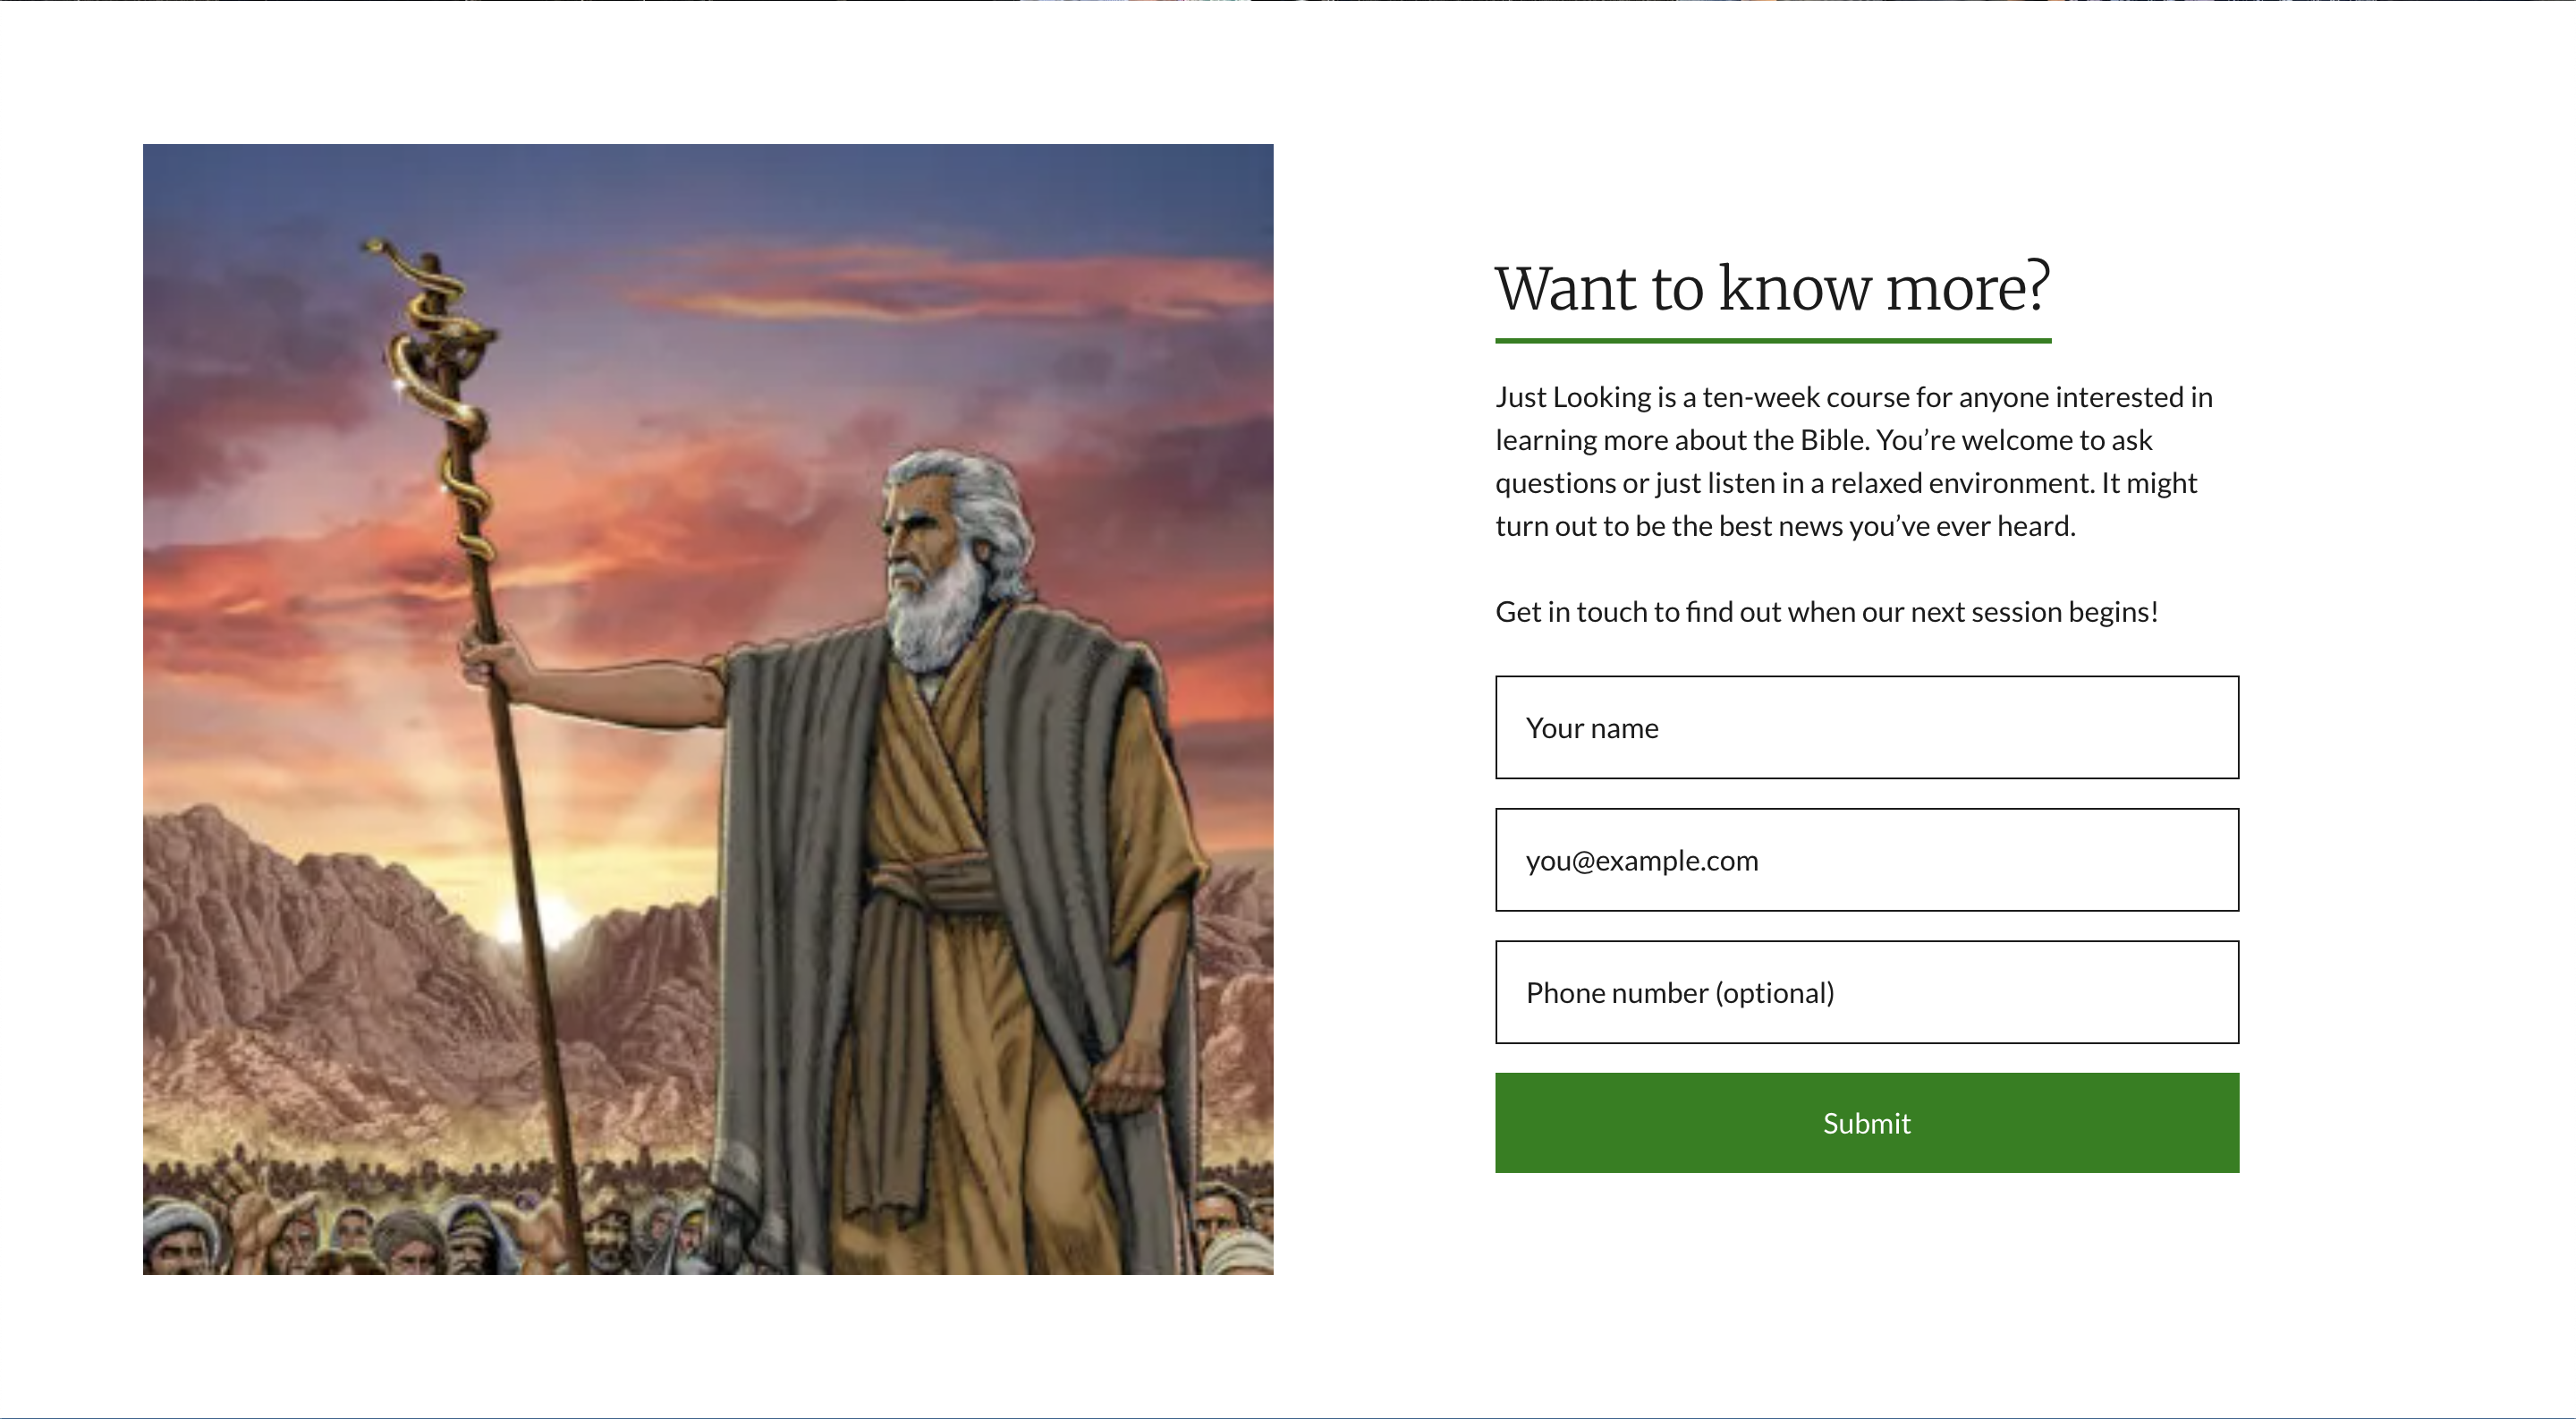 Want to know more?
Just Looking is a ten-week course for anyone interested in
learning more about the Bible. You’re welcome to ask
questions or just listen in a relaxed environment. It might
turn out to be the best news you’ve ever heard.
Get in touch to find out when our next session begins!
Your name
you@example.com
Phone number (optional)
Submit